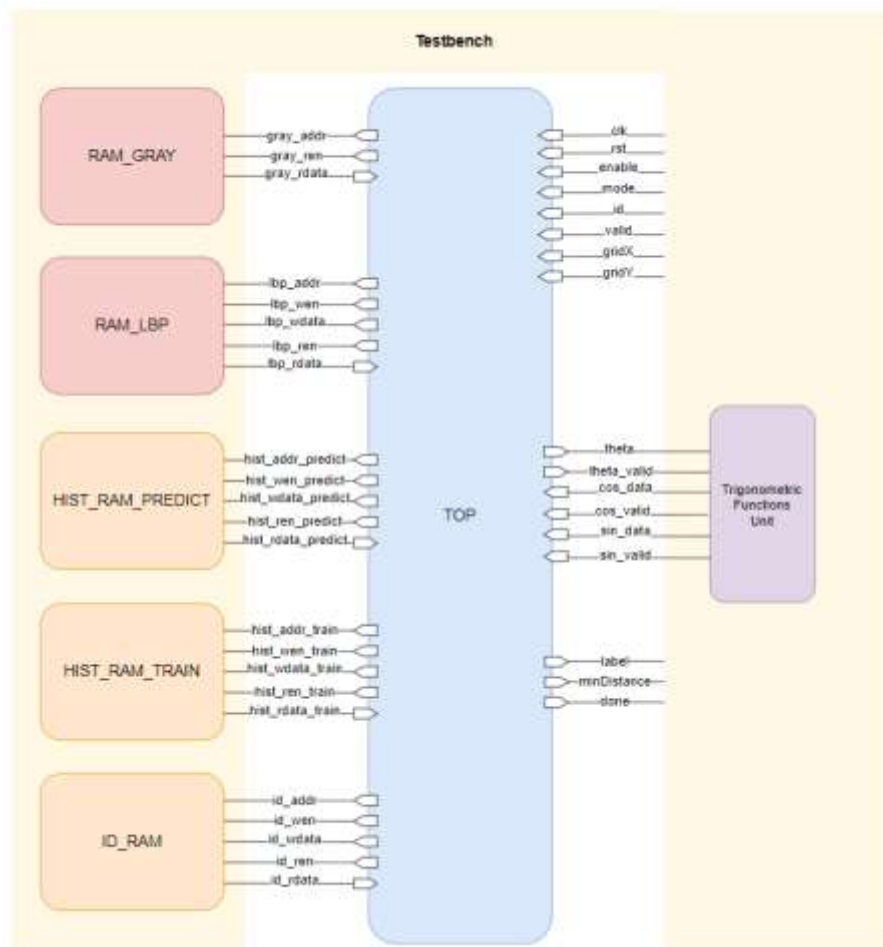 Testbench
RAM_GRAY
gray_addr
gray_ren
gray_rdata
RAM_LBP
lbp_addr
lbp_wen
lbp_wdata
lbp_ren
lbp_rdata
HIST_RAM_PREDICT
hist_addr_predict
hist_wen_predict
hist_wdata_predict
hist_ren_predict
hist_rdata_predict
HIST_RAM_TRAIN
hist_addr_train
hist_wen_train
hist_wdata_train
hist_ren_train
hist_rdata_train
ID_RAM
id_addr
id_wen
id_wdata
id_ren
id_rdata
TOP
clk
rst
enable
mode
id
valid
gridX
gridY
theta
theta_valid
cos_data
cos_valid
sin_data
sin_valid
Trigonometric
Functions
Unit
label
minDistance
done